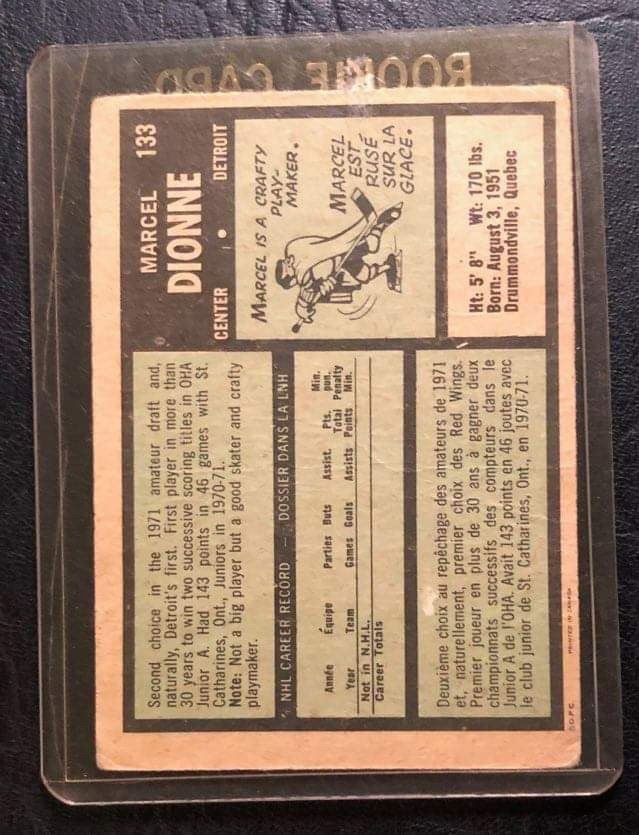 ROOKIE CARD
MARCEL 133
DIONNE
CENTER • DETROIT
MARCEL IS A CRAFTY
PLAY-
MAKER.
MARCEL
EST
RUSÉ
SUR LA
GLACE.
Ht: 5' 8" Wt: 170 lbs.
Born: August 3, 1951
Drummondville, Quebec
Second choice in the 1971 amateur draft and,
naturally, Detroit's first. First player in more than
30 years to win two successive scoring titles in OHA
Junior A. Had 143 points in 46 games with St.
Catharines, Ont., Juniors in 1970-71.
Note: Not a big player but a good skater and crafty
playmaker.
NHL CAREER RECORD — DOSSIER DANS LA LNH
Année Équipe Parties Buts Assist. Pts. Total Min. pun. Penalty
Year Team Games Goals Assists Points Min.
Not in N.H.L.
Career Totals
Deuxième choix au repêchage des amateurs de 1971
et, naturellement, premier choix des Red Wings.
Premier joueur en plus de 30 ans à gagner deux
championnats successifs des compteurs dans le
Junior A de l'OHA. Avait 143 points en 46 joutes avec
le club junior de St. Catharines, Ont., en 1970-71.
O.P.C. PRINTED IN CANADA